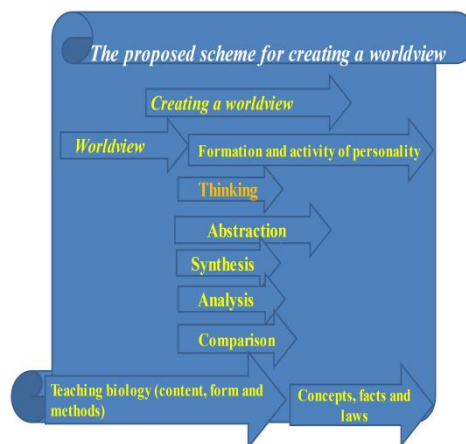 The proposed scheme for creating a worldview
Creating a worldview
Worldview
Formation and activity of personality
Thinking
Abstraction
Synthesis
Analysis
Comparison
Teaching biology (content, form and
methods)
Concepts, facts and
laws